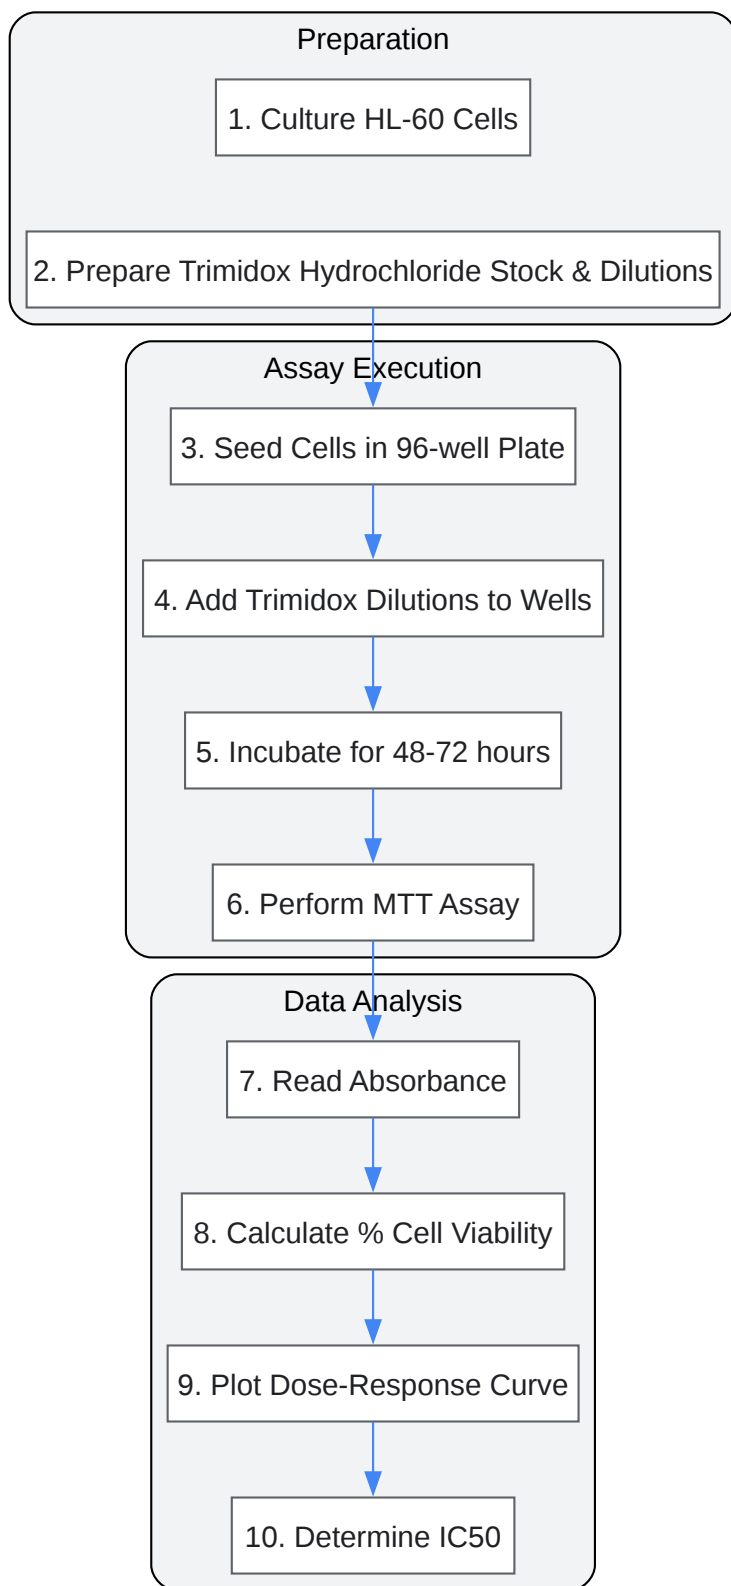 Preparation
1. Culture HL-60 Cells
2. Prepare Trimidox Hydrochloride Stock & Dilutions
Assay Execution
3. Seed Cells in 96-well Plate
4. Add Trimidox Dilutions to Wells
5. Incubate for 48-72 hours
6. Perform MTT Assay
Data Analysis
7. Read Absorbance
8. Calculate % Cell Viability
9. Plot Dose-Response Curve
10. Determine IC50